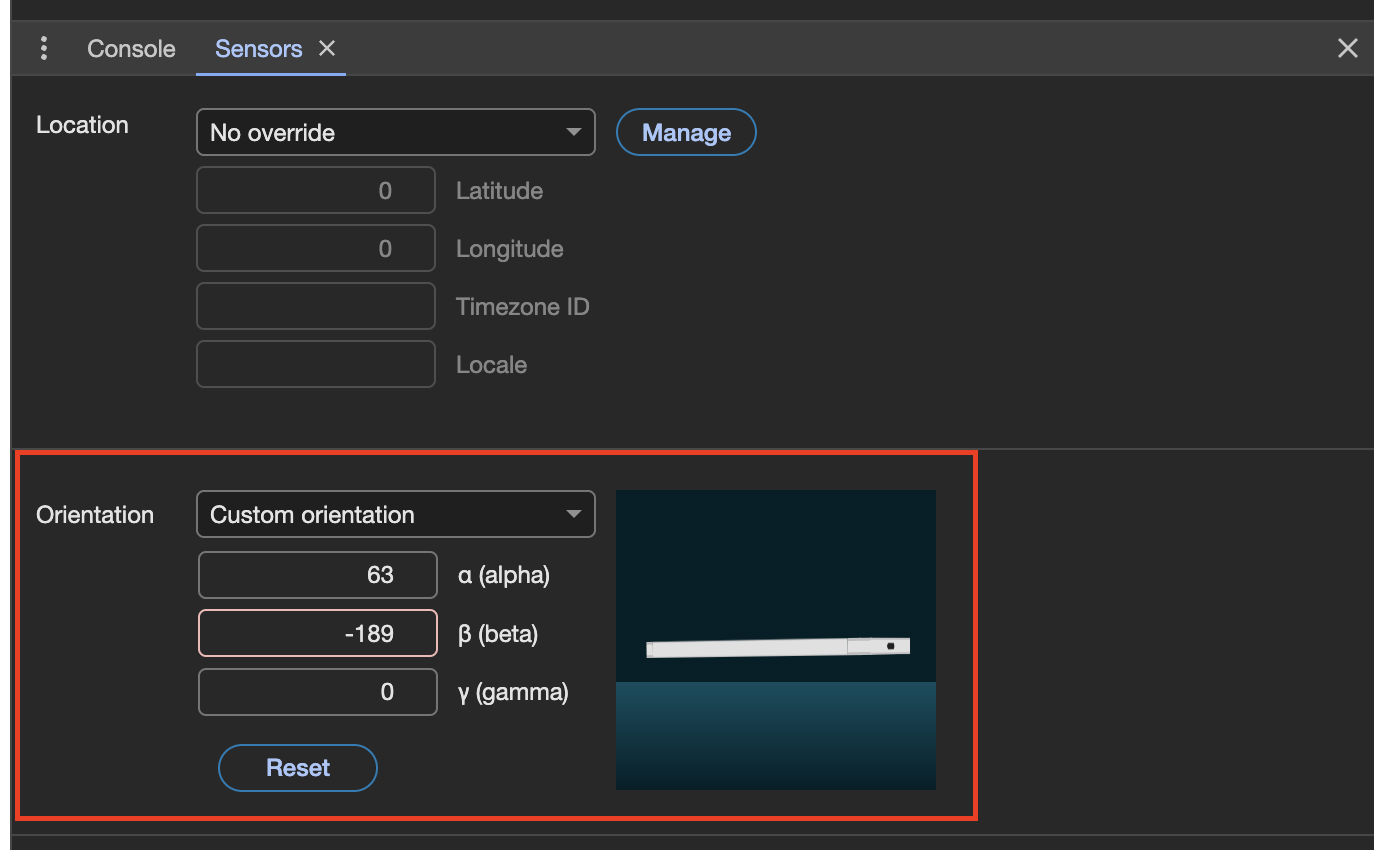 Console Sensors
Location No override Manage
0 Latitude
0 Longitude
Timezone ID
Locale
Orientation Custom orientation
63 α (alpha)
-189 β (beta)
0 γ (gamma)
Reset